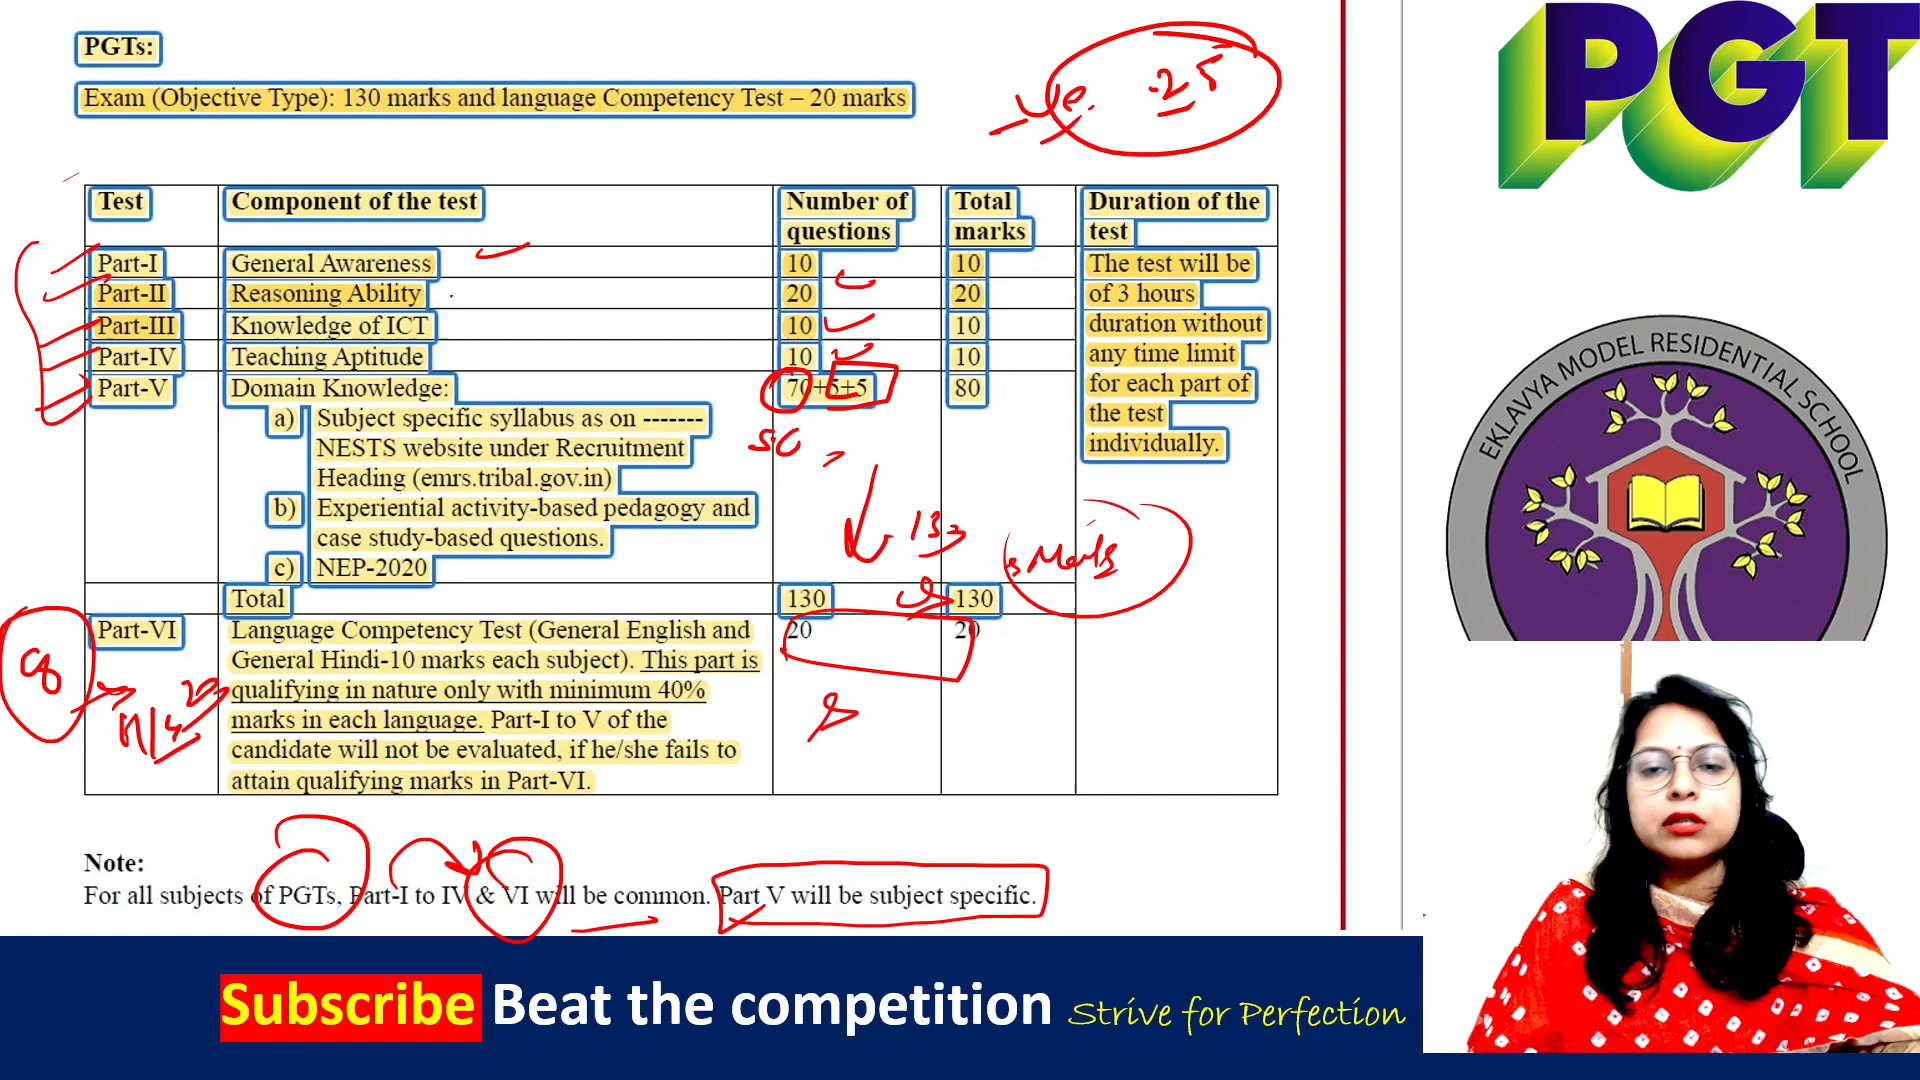 PGTs:
Exam (Objective Type): 130 marks and language Competency Test – 20 marks
-ve. .25
PGT
Test Component of the test Number of questions Total marks Duration of the test
Part-I General Awareness 10 10 The test will be
Part-II Reasoning Ability 20 20 of 3 hours
Part-III Knowledge of ICT 10 10 duration without
Part-IV Teaching Aptitude 10 10 any time limit
Part-V Domain Knowledge: 70+5+5 80 for each part of
a) Subject specific syllabus as on ------- the test
NESTS website under Recruitment individually.
Heading (emrs.tribal.gov.in)
b) Experiential activity-based pedagogy and
case study-based questions.
c) NEP-2020
Total 130 130
Part-VI Language Competency Test (General English and 20 20
General Hindi-10 marks each subject). This part is
qualifying in nature only with minimum 40%
marks in each language. Part-I to V of the
candidate will not be evaluated, if he/she fails to
attain qualifying marks in Part-VI.
EKLAVYA MODEL RESIDENTIAL SCHOOL
Note:
For all subjects of PGTs, Part-I to IV & VI will be common. Part V will be subject specific.
Subscribe Beat the competition Strive for Perfection